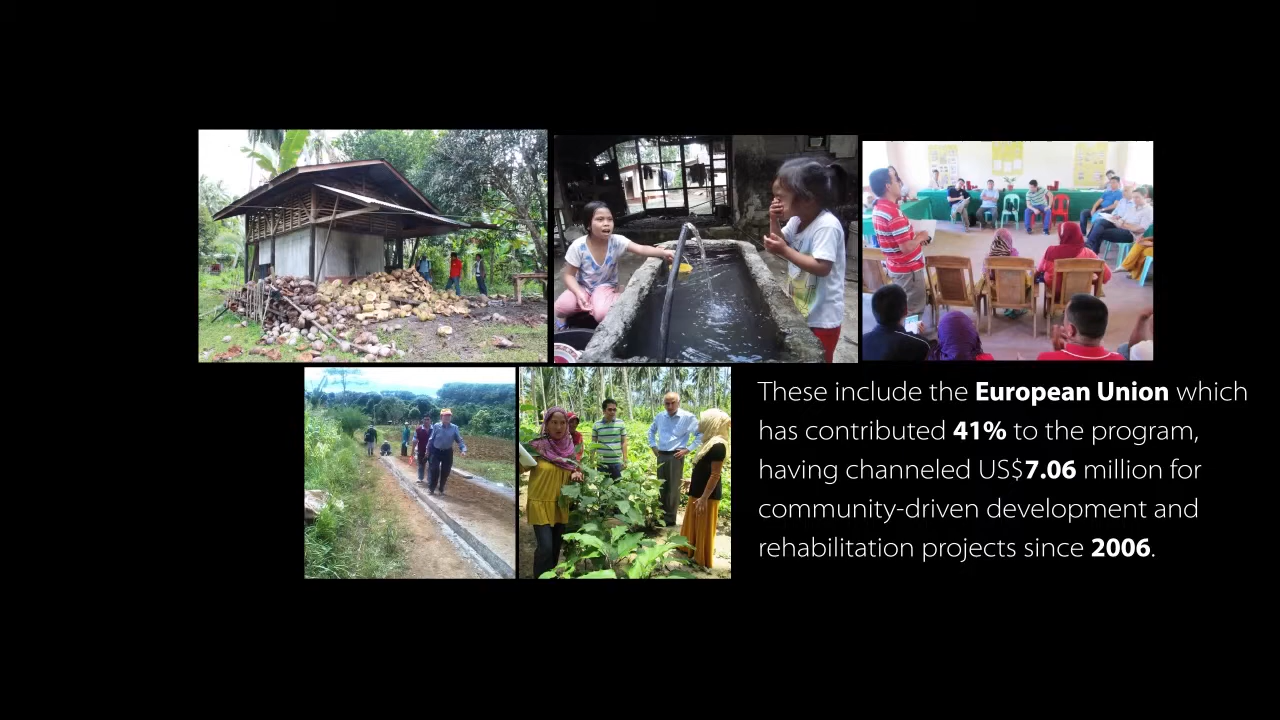 These include the European Union which
has contributed 41% to the program,
having channeled US$7.06 million for
community-driven development and
rehabilitation projects since 2006.